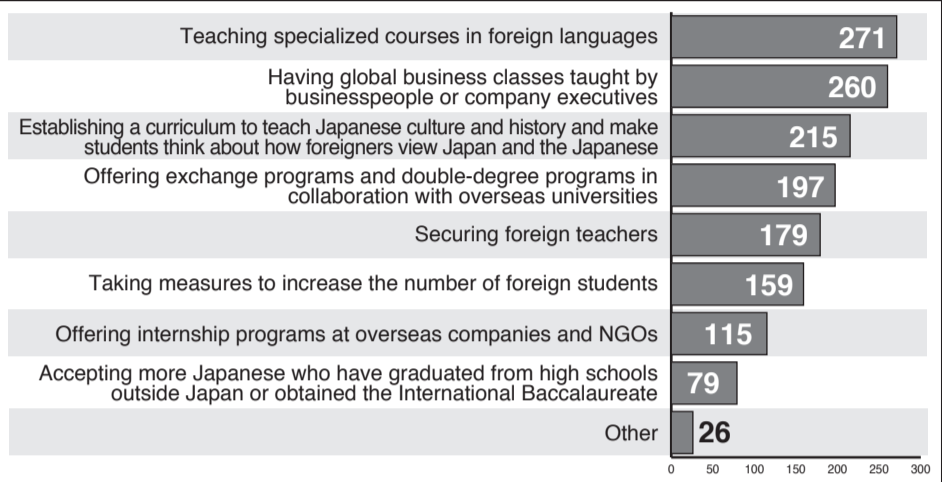 Teaching specialized courses in foreign languages
271
Having global business classes taught by
businesspeople or company executives
260
Establishing a curriculum to teach Japanese culture and history and make
students think about how foreigners view Japan and the Japanese
215
Offering exchange programs and double-degree programs in
collaboration with overseas universities
197
Securing foreign teachers
179
Taking measures to increase the number of foreign students
159
Offering internship programs at overseas companies and NGOs
115
Accepting more Japanese who have graduated from high schools
outside Japan or obtained the International Baccalaureate
79
Other
26
0 50 100 150 200 250 300